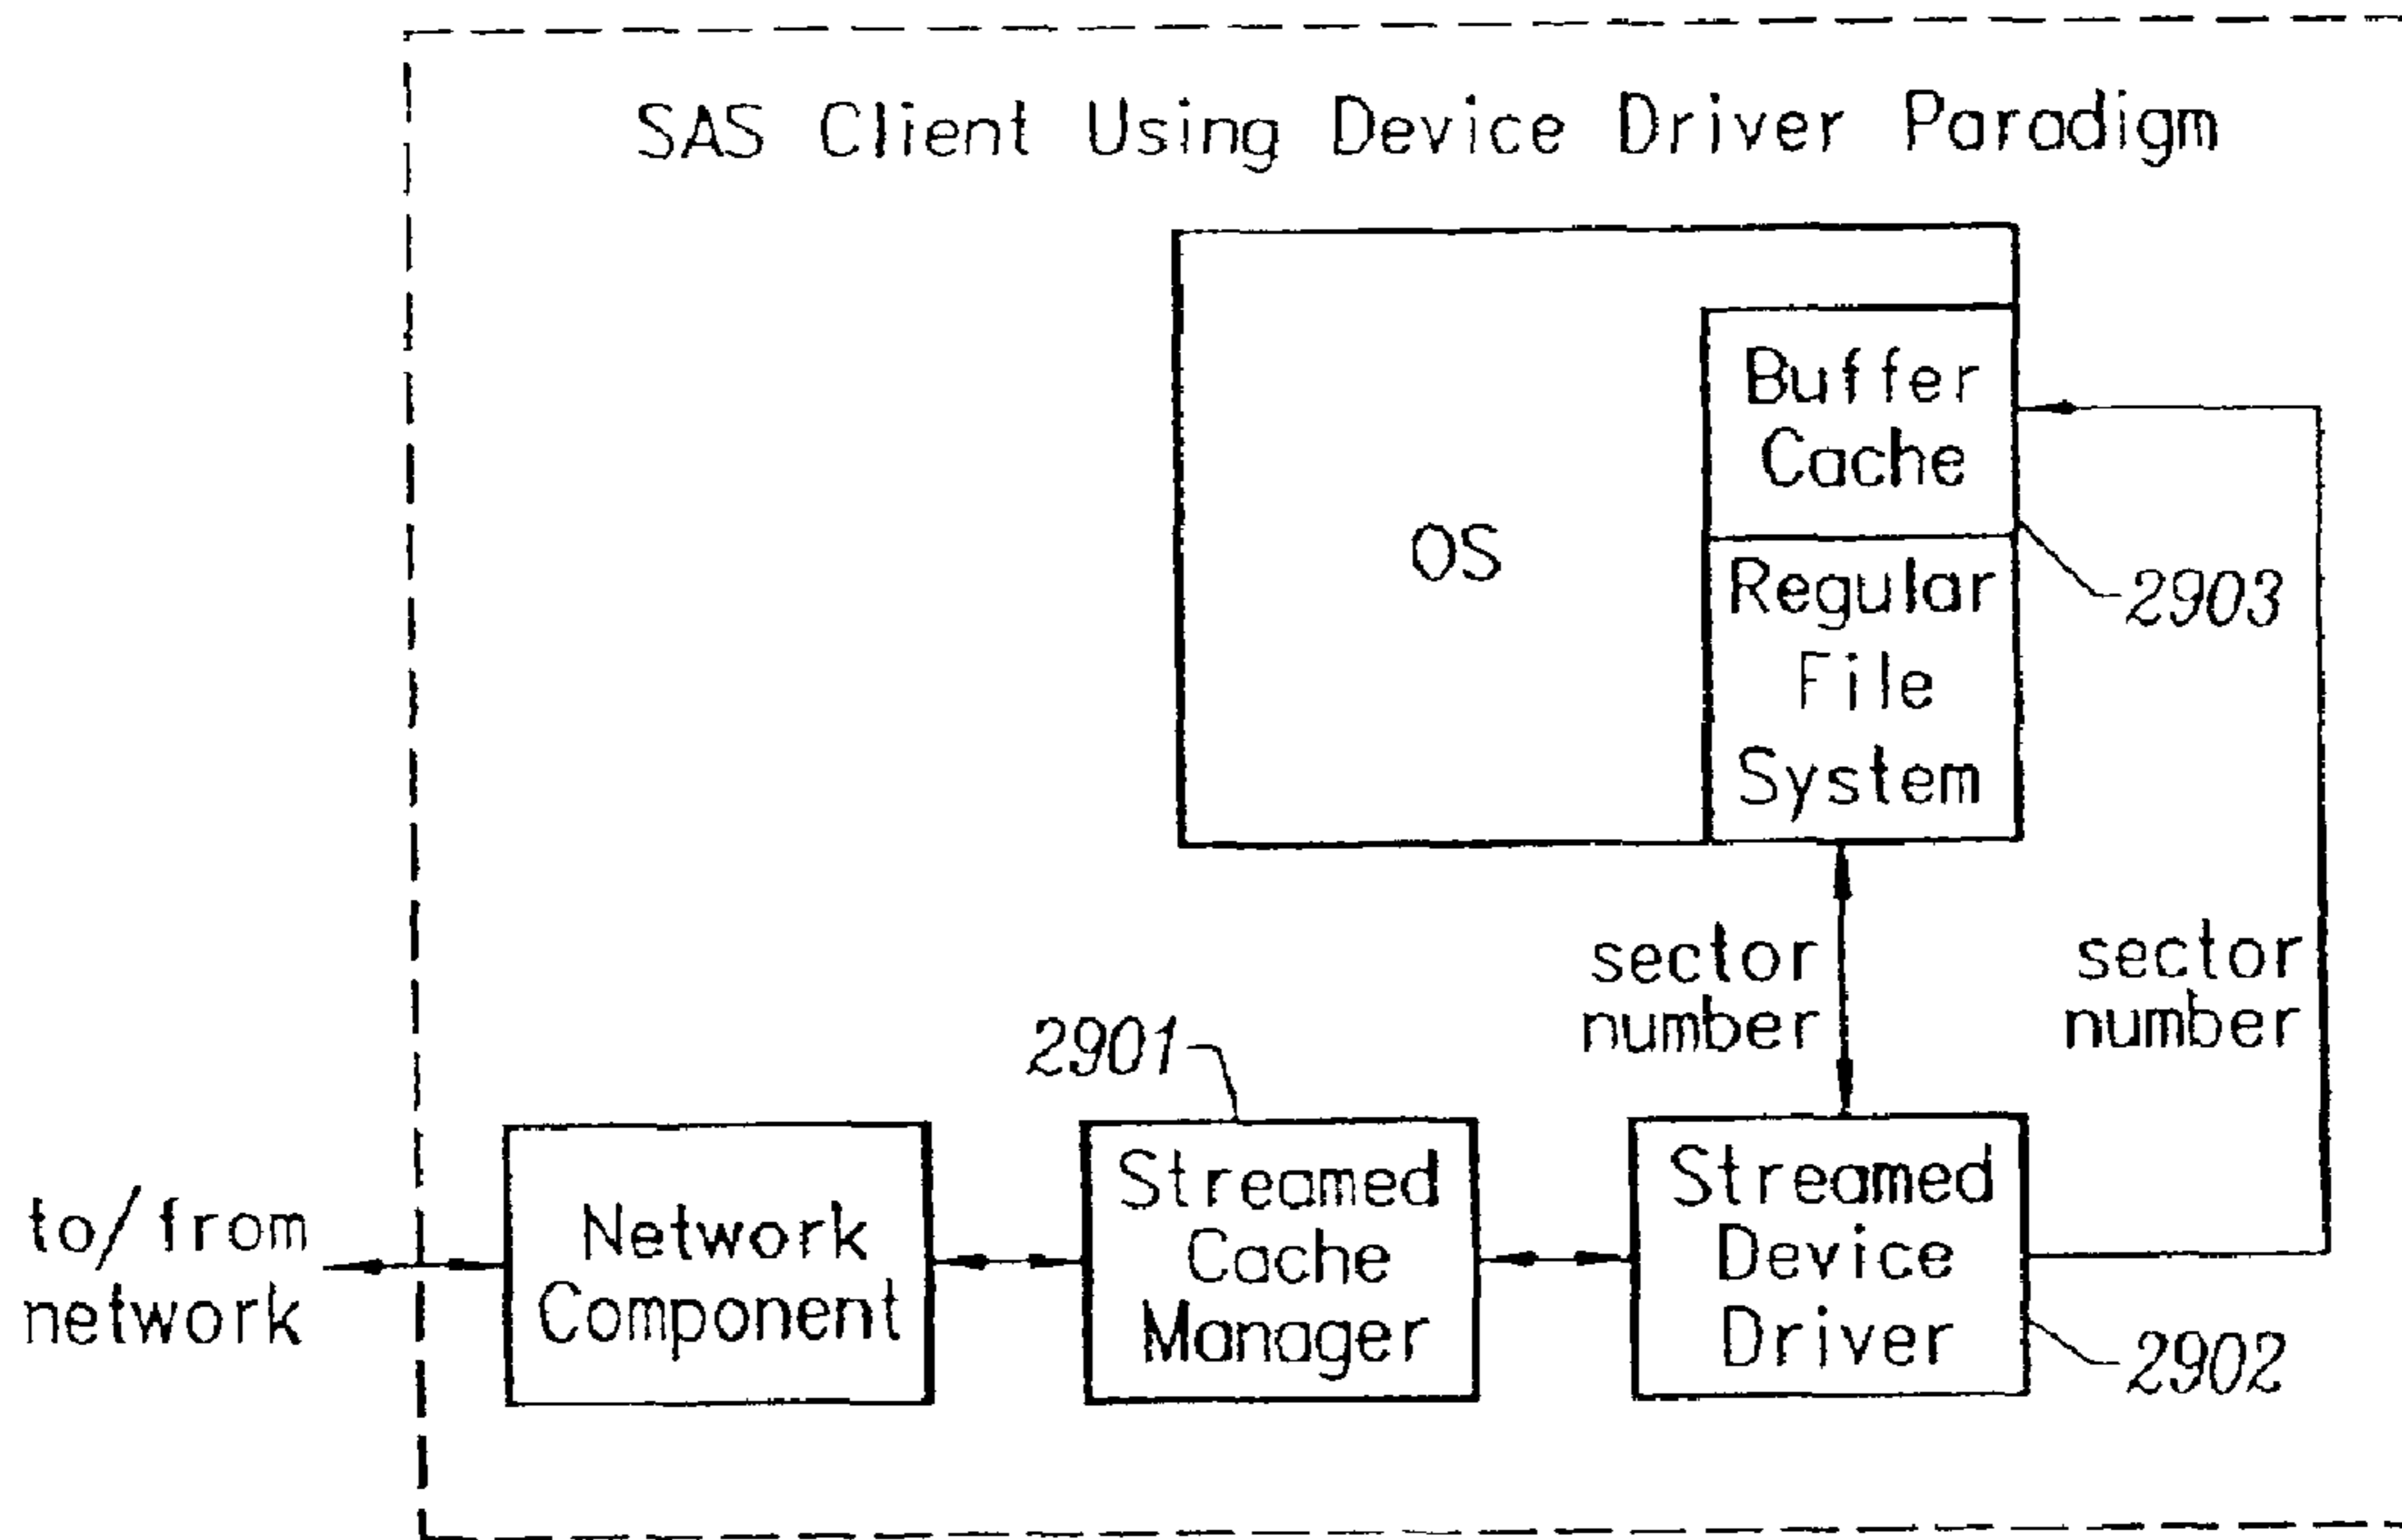 SAS Client Using Device Driver Paradigm
Buffer
Cache
OS
Regular
File
System
2903
sector
number
sector
number
2901
to/from
network
Network
Component
Streamed
Cache
Manager
Streamed
Device
Driver
2902